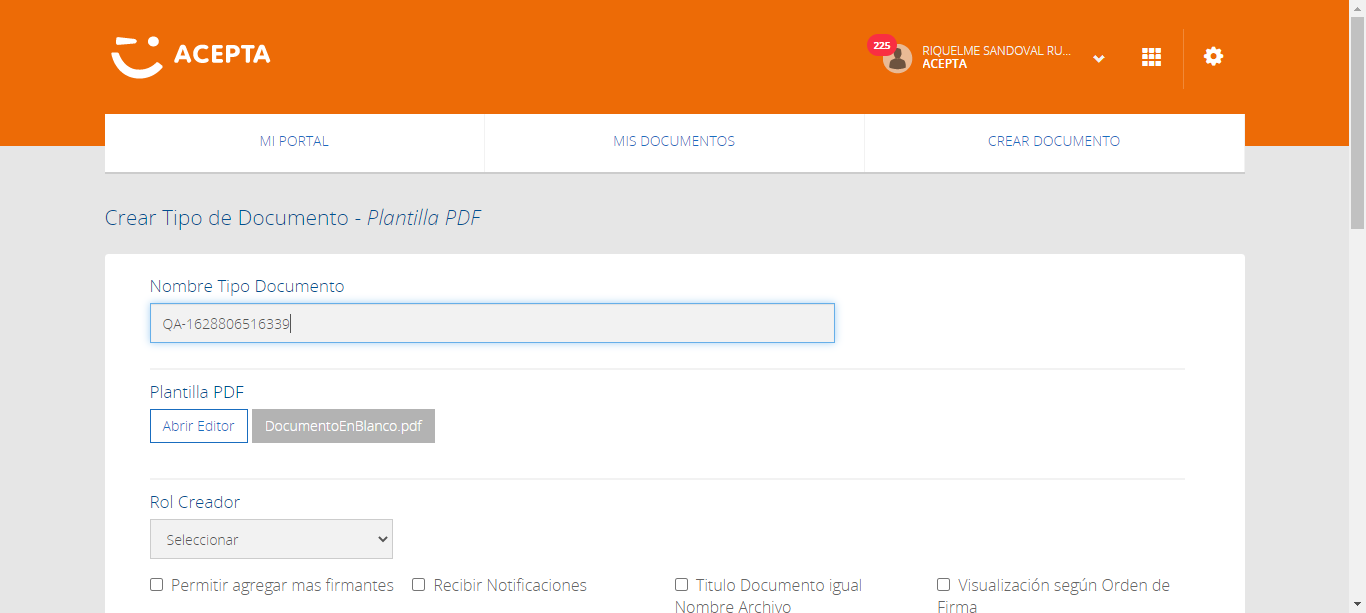 ACEPTA
225
RIQUELME SANDOVAL RU...
ACEPTA
MI PORTAL
MIS DOCUMENTOS
CREAR DOCUMENTO
Crear Tipo de Documento - Plantilla PDF
Nombre Tipo Documento
QA-1628806516339
Plantilla PDF
Abrir Editor
DocumentoEnBlanco.pdf
Rol Creador
Seleccionar
Permitir agregar mas firmantes
Recibir Notificaciones
Titulo Documento igual
Nombre Archivo
Visualización según Orden de
Firma